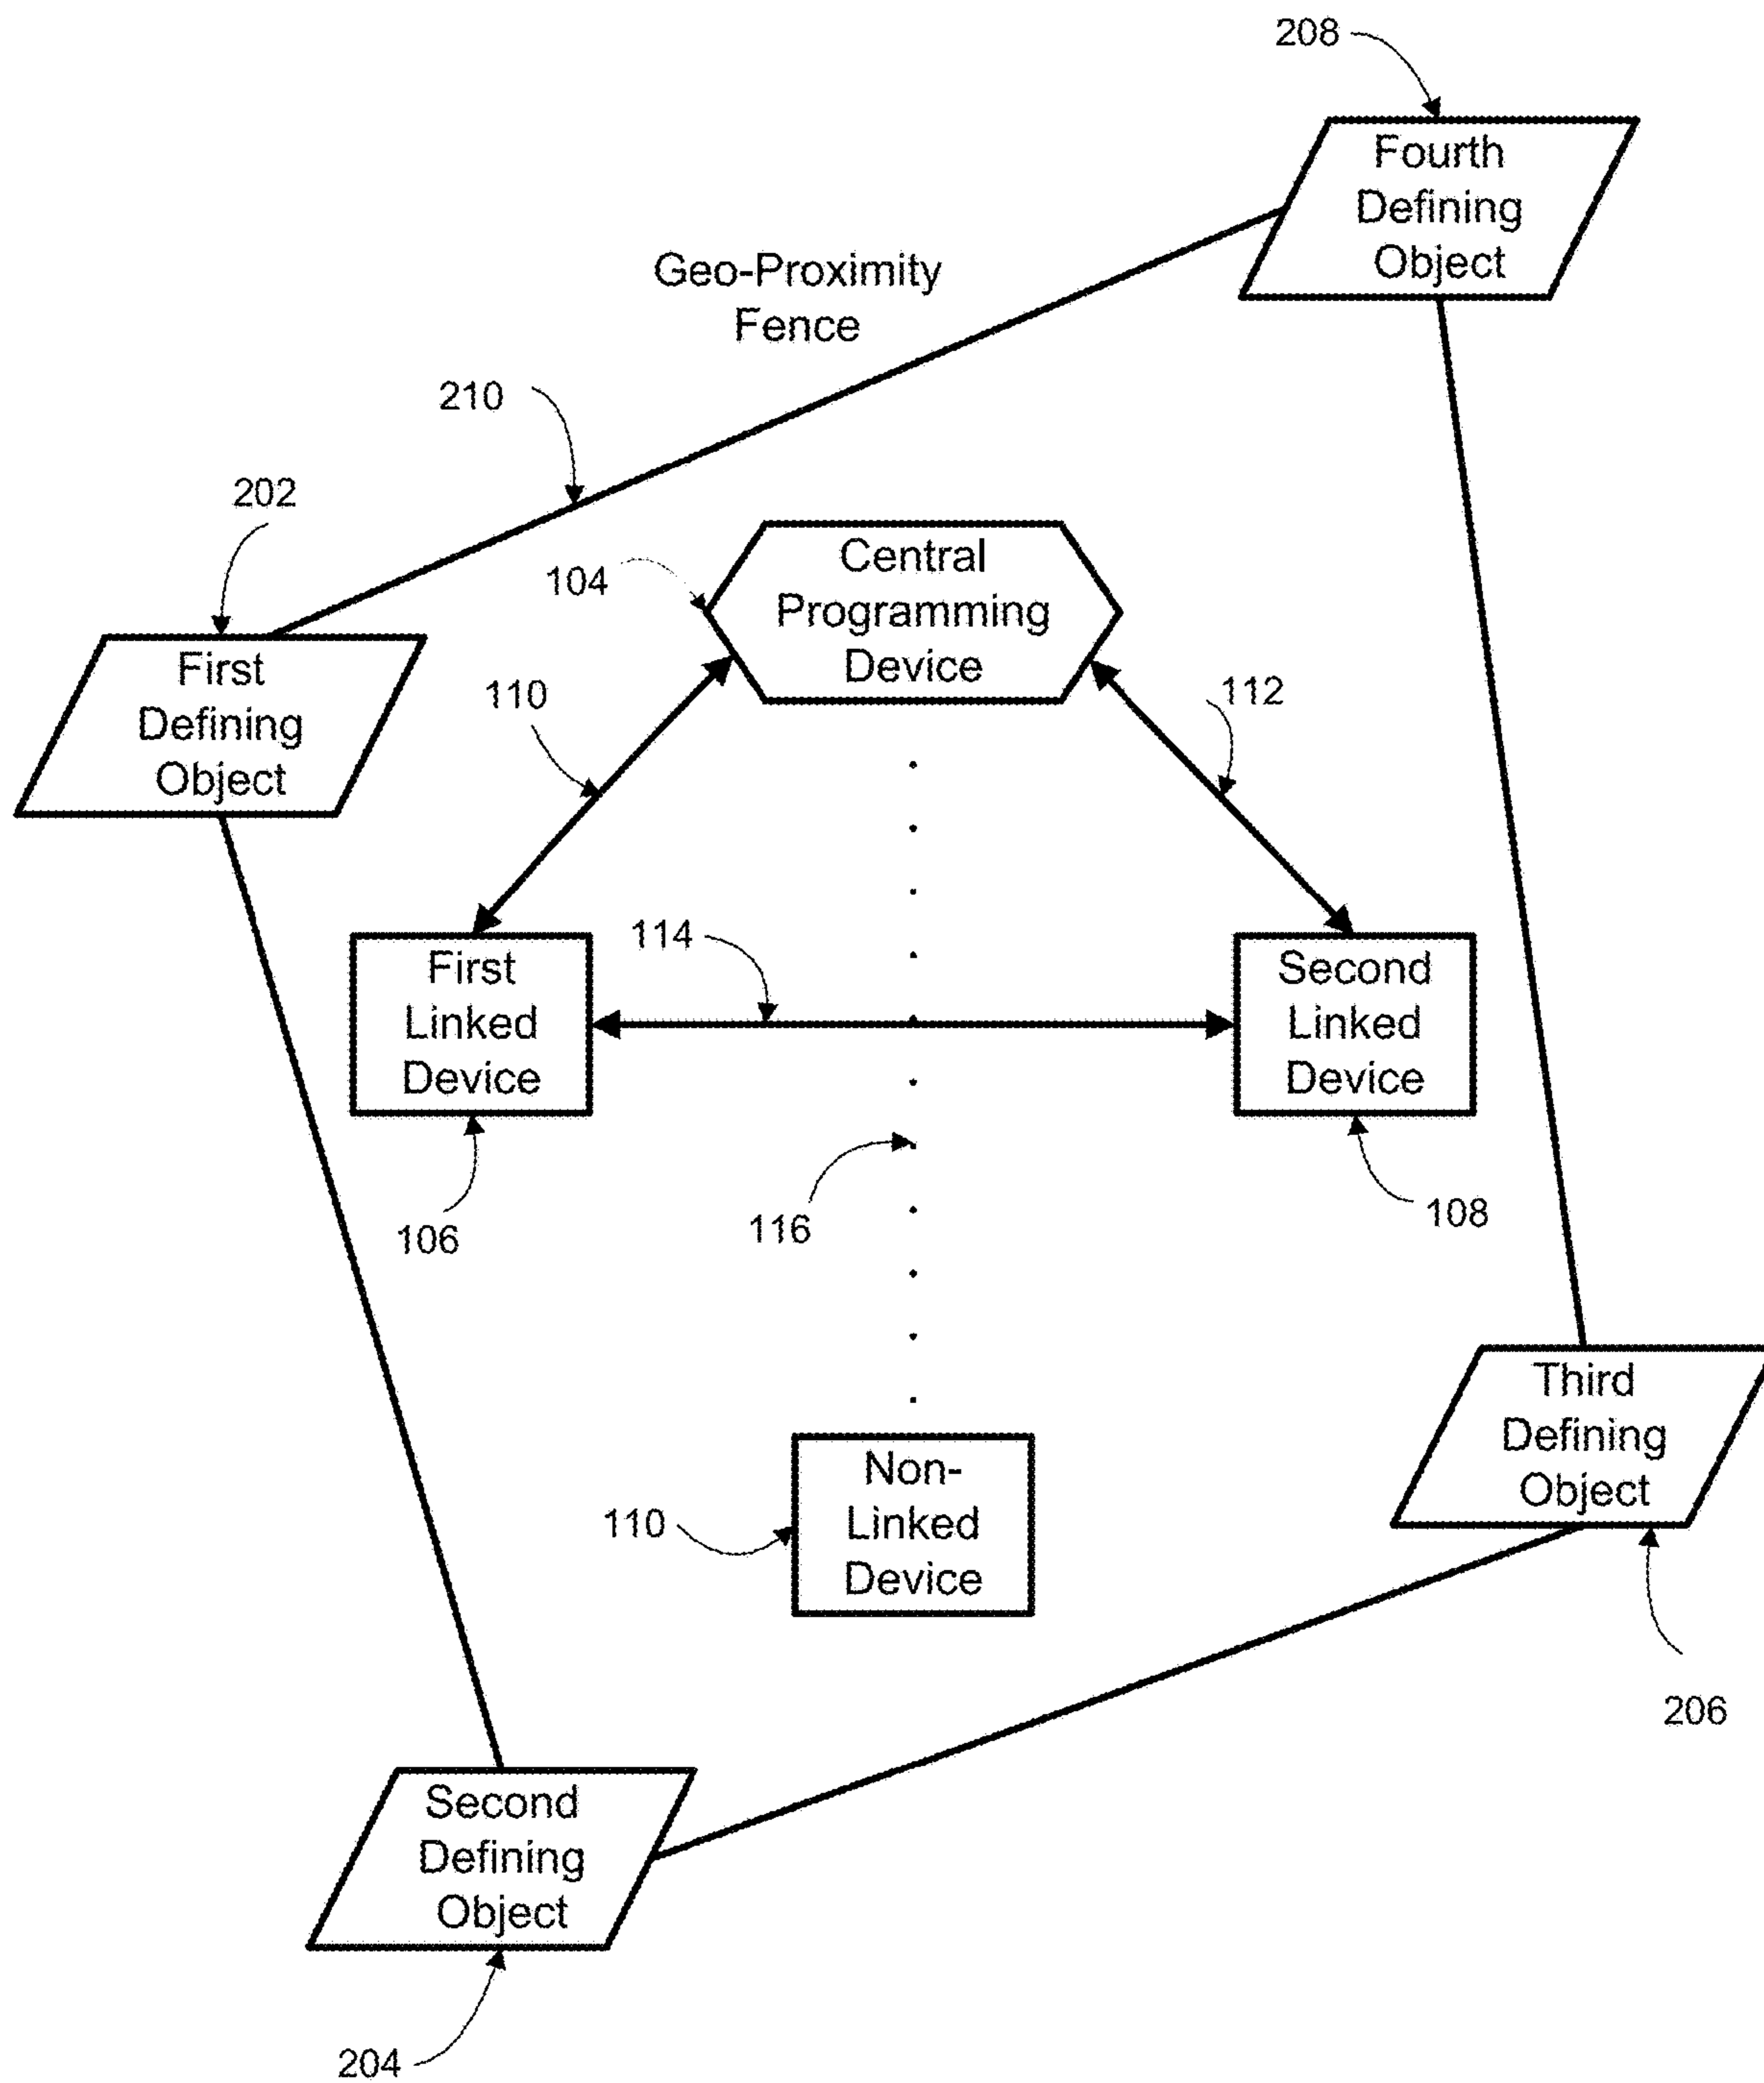 208
Fourth
Defining
Object
Geo-Proximity
Fence
210
202
First
Defining
Object
104
Central
Programming
Device
110
112
First
Linked
Device
114
Second
Linked
Device
106
116
108
Third
Defining
Object
Non-
Linked
Device
110
206
Second
Defining
Object
204